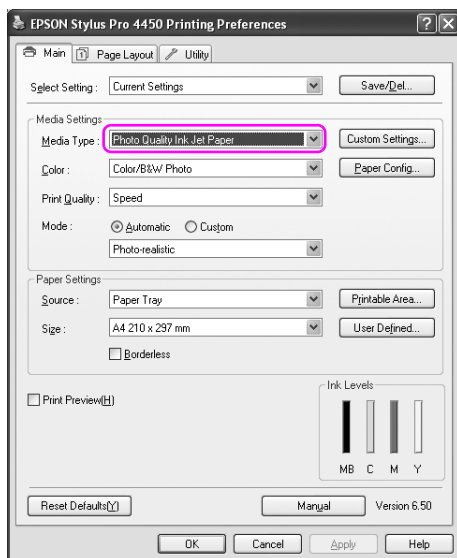 EPSON Stylus Pro 4450 Printing Preferences
Main Page Layout Utility
Select Setting : Current Settings Save/Del...
Media Settings
Media Type : Photo Quality Ink Jet Paper Custom Settings...
Color : Color/B&W Photo Paper Config...
Print Quality : Speed
Mode : Automatic Custom
Photo-realistic
Paper Settings
Source : Paper Tray Printable Area...
Size : A4 210 x 297 mm User Defined...
Borderless
Ink Levels
Print Preview(H)
MB C M Y
Reset Defaults(Y) Manual Version 6.50
OK Cancel Apply Help